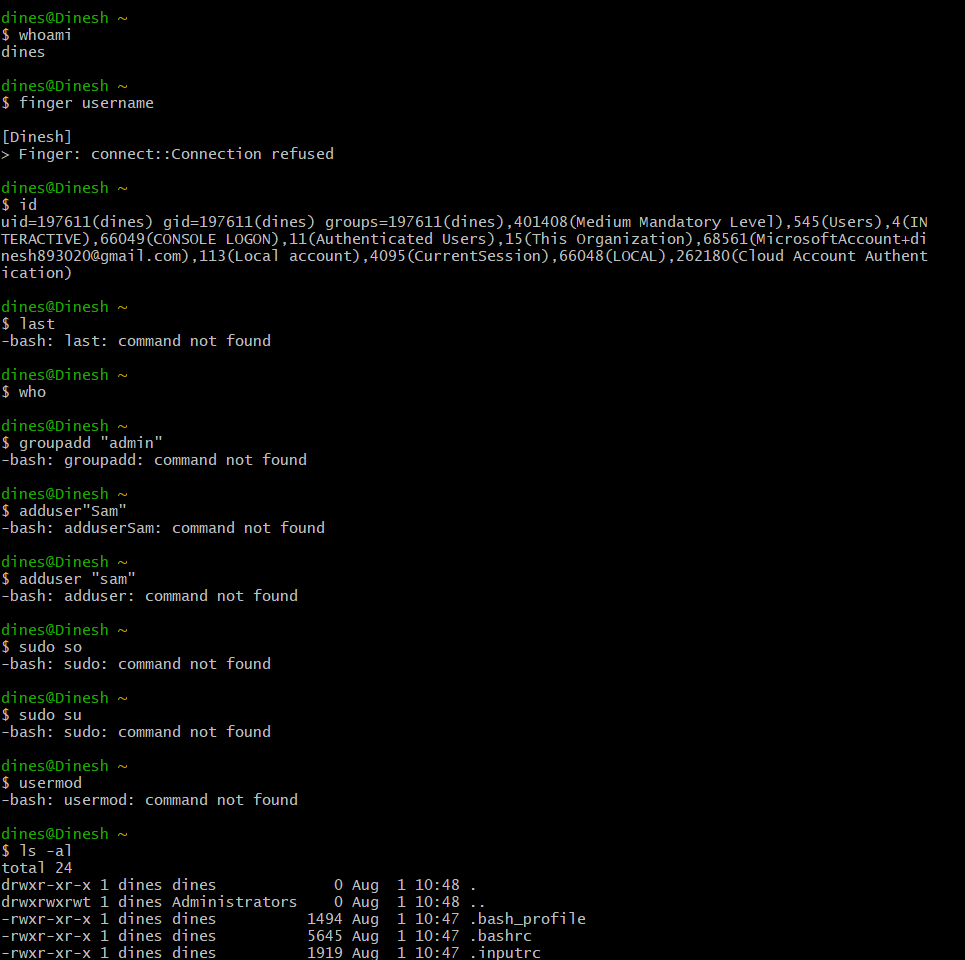 dines@Dinesh ~
$ whoami
dines
dines@Dinesh ~
$ finger username
[Dinesh]
> Finger: connect::Connection refused
dines@Dinesh ~
$ id
uid=197611(dines) gid=197611(dines) groups=197611(dines),401408(Medium Mandatory Level),545(Users),4(IN
TERACTIVE),66049(CONSOLE LOGON),11(Authenticated Users),15(This Organization),68561(MicrosoftAccount+di
nesh893020@gmail.com),113(Local account),4095(CurrentSession),66048(LOCAL),262180(Cloud Account Authent
ication)
dines@Dinesh ~
$ last
-bash: last: command not found
dines@Dinesh ~
$ who
dines@Dinesh ~
$ groupadd "admin"
-bash: groupadd: command not found
dines@Dinesh ~
$ adduser"Sam"
-bash: adduserSam: command not found
dines@Dinesh ~
$ adduser "sam"
-bash: adduser: command not found
dines@Dinesh ~
$ sudo so
-bash: sudo: command not found
dines@Dinesh ~
$ sudo su
-bash: sudo: command not found
dines@Dinesh ~
$ usermod
-bash: usermod: command not found
dines@Dinesh ~
$ ls -al
total 24
drwxr-xr-x 1 dines dines             0 Aug  1 10:48 .
drwxrwxrwt 1 dines Administrators    0 Aug  1 10:48 ..
-rwxr-xr-x 1 dines dines          1494 Aug  1 10:47 .bash_profile
-rwxr-xr-x 1 dines dines          5645 Aug  1 10:47 .bashrc
-rwxr-xr-x 1 dines dines          1919 Aug  1 10:47 .inputrc